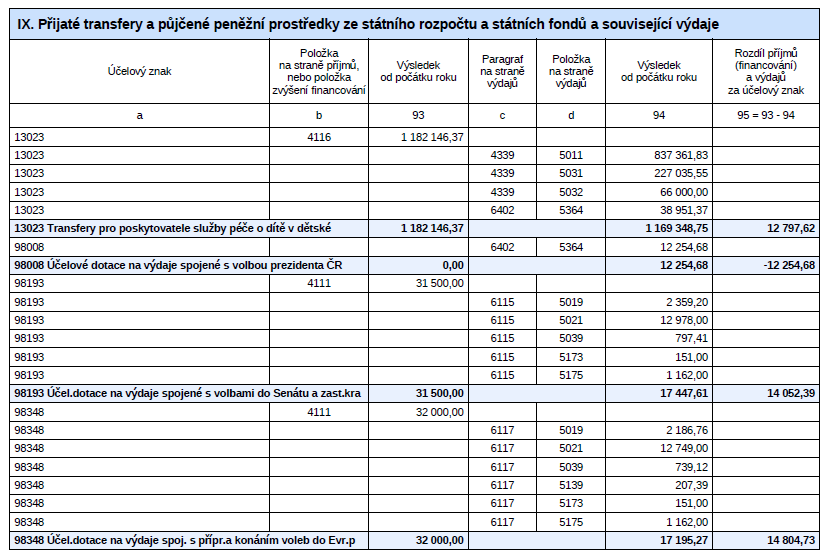 IX. Přijaté transfery a půjčené peněžní prostředky ze státního rozpočtu a státních fondů a související výdaje
Účelový znak
Položka
na straně příjmů,
nebo položka
zvýšení financování
Výsledek
od počátku roku
Paragraf
na straně
výdajů
Položka
na straně
výdajů
Výsledek
od počátku roku
Rozdíl příjmů
(financování)
a výdajů
za účelový znak
a b 93 c d 94 95 = 93 - 94
13023 4116 1 182 146,37
13023 4339 5011 837 361,83
13023 4339 5031 227 035,55
13023 4339 5032 66 000,00
13023 6402 5364 38 951,37
13023 Transfery pro poskytovatele služby péče o dítě v dětské 1 182 146,37 1 169 348,75 12 797,62
98008 6402 5364 12 254,68
98008 Účelové dotace na výdaje spojené s volbou prezidenta ČR 0,00 12 254,68 -12 254,68
98193 4111 31 500,00
98193 6115 5019 2 359,20
98193 6115 5021 12 978,00
98193 6115 5039 797,41
98193 6115 5173 151,00
98193 6115 5175 1 162,00
98193 Účel.dotace na výdaje spojené s volbami do Senátu a zast.kra 31 500,00 17 447,61 14 052,39
98348 4111 32 000,00
98348 6117 5019 2 186,76
98348 6117 5021 12 749,00
98348 6117 5039 739,12
98348 6117 5139 207,39
98348 6117 5173 151,00
98348 6117 5175 1 162,00
98348 Účel.dotace na výdaje spoj. s přípr.a konáním voleb do Evr.p 32 000,00 17 195,27 14 804,73